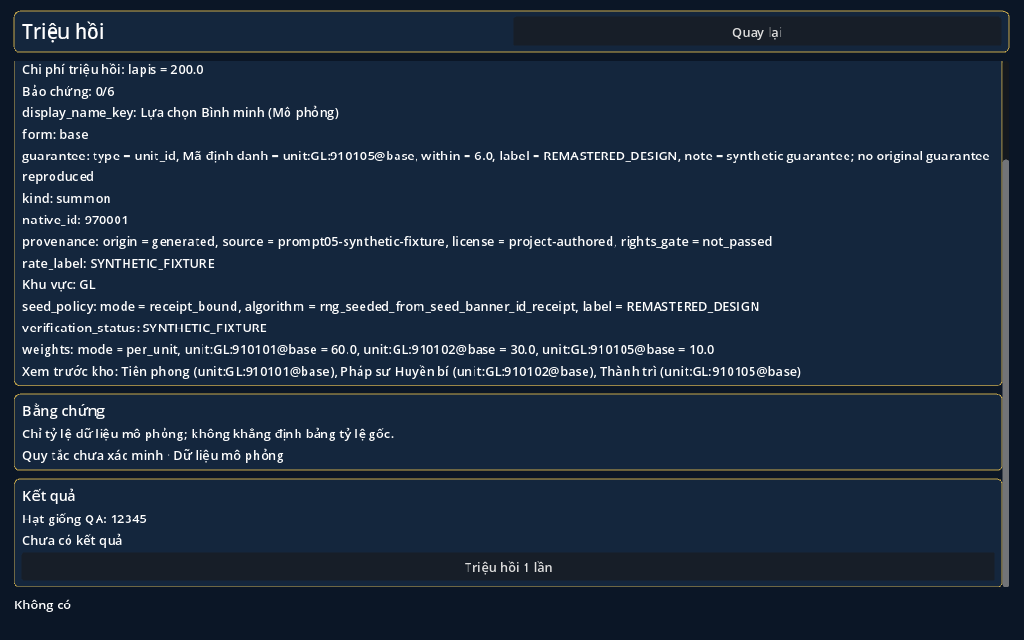 Triệu hồi
Quay lại
Chi phí triệu hồi: lapis = 200.0
Bảo chứng: 0/6
display_name_key: Lựa chọn Bình minh (Mô phỏng)
form: base
guarantee: type = unit_id, Mã định danh = unit:GL:910105@base, within = 6.0, label = REMASTERED_DESIGN, note = synthetic guarantee; no original guarantee
reproduced
kind: summon
native_id: 970001
provenance: origin = generated, source = prompt05-synthetic-fixture, license = project-authored, rights_gate = not_passed
rate_label: SYNTHETIC_FIXTURE
Khu vực: GL
seed_policy: mode = receipt_bound, algorithm = rng_seeded_from_seed_banner_id_receipt, label = REMASTERED_DESIGN
verification_status: SYNTHETIC_FIXTURE
weights: mode = per_unit, unit:GL:910101@base = 60.0, unit:GL:910102@base = 30.0, unit:GL:910105@base = 10.0
Xem trước kho: Tiên phong (unit:GL:910101@base), Pháp sư Huyền bí (unit:GL:910102@base), Thành trì (unit:GL:910105@base)
Bằng chứng
Chỉ tỷ lệ dữ liệu mô phỏng; không khẳng định bảng tỷ lệ gốc.
Quy tắc chưa xác minh · Dữ liệu mô phỏng
Kết quả
Hạt giống QA: 12345
Chưa có kết quả
Triệu hồi 1 lần
Không có